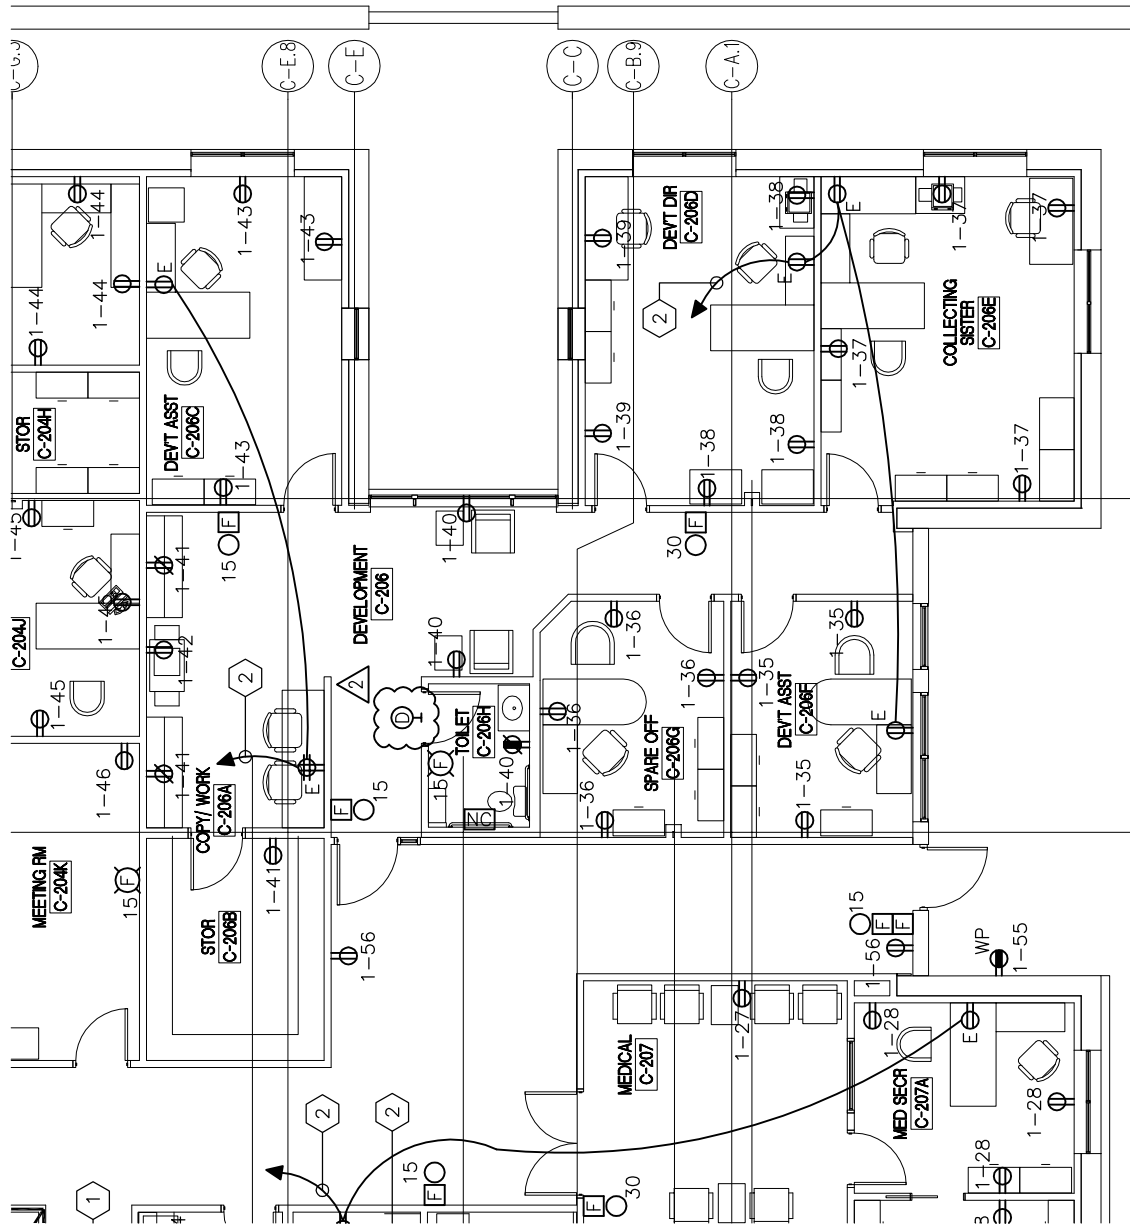 C-E.8
C-E
C-C
C-B.9
C-A.1
1-44
1-43
1-43
1-44
1-44
E
STOR
C-204H
DEV'T ASST
C-206C
1-43
1-39
DEV'T DIR
C-206D
1-38
E
1-37
1-37
E
2
COLLECTING
SISTER
C-206E
1-37
1-39
1-38
1-38
1-37
1-45
1-41
15
F
DEVELOPMENT
C-206
1-40
30
F
C-204J
1-42
1-40
1-36
1-35
2
2
D
1-45
TOILET
C-206H
1-36
1-35
DEV'T ASST
C-206F
E
1-36
SPARE OFF
C-206G
1-46
1-41
COPY/ WORK
C-206A
E
F
15
15
F
1-40
NC
1-36
1-35
MEETING RM
C-204K
15
F
STOR
C-206B
1-41
1-56
15
F
F
1-56
WP
1-55
MEDICAL
C-207
1-27
1-28
E
MED SECR
C-207A
1-28
1-28
2
2
15
F
F
30
1